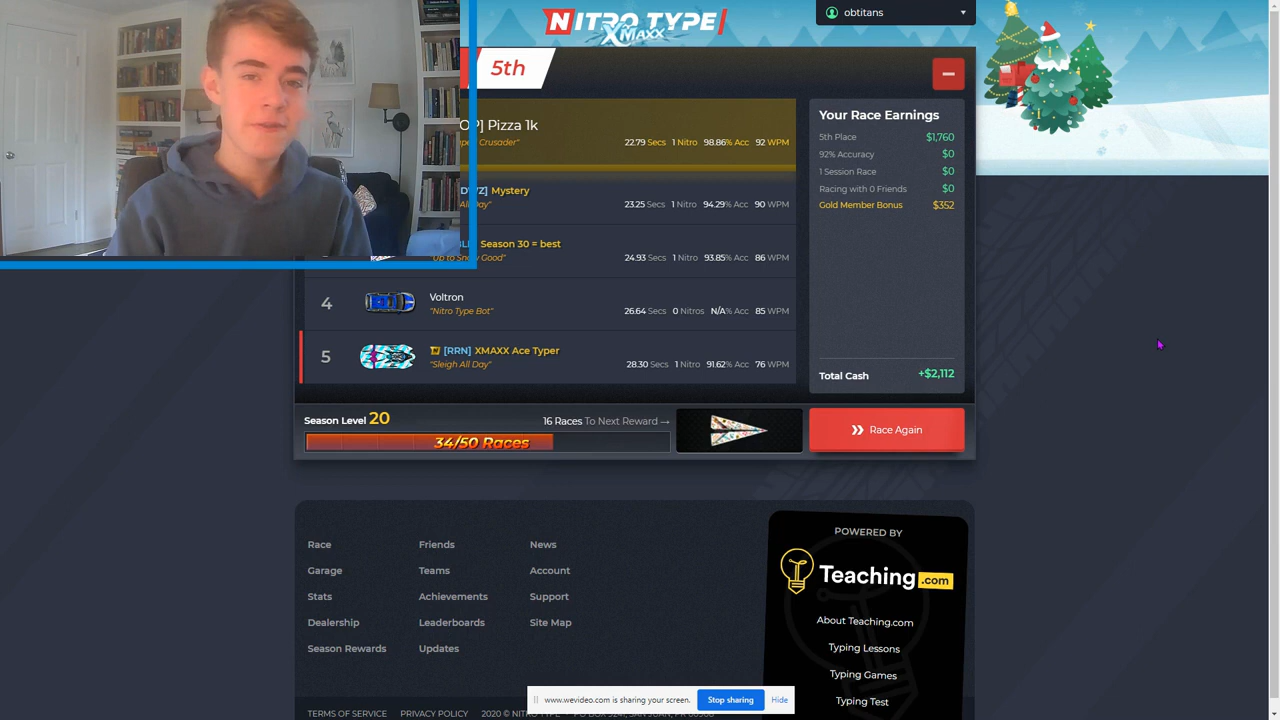 NITRO TYPE
XMAXX
obtitans
5th
Pizza 1k
22.79 Secs 1 Nitro 98.86% Acc 92 WPM
Mystery
23.25 Secs 1 Nitro 94.29% Acc 90 WPM
Season 30 = best
"Up to Snow Good"
24.93 Secs 1 Nitro 93.85% Acc 86 WPM
4
Voltron
"Nitro Type Bot"
26.64 Secs 0 Nitros N/A% Acc 85 WPM
5
[RRN] XMAXX Ace Typer
"Sleigh All Day"
28.30 Secs 1 Nitro 91.62% Acc 76 WPM
Your Race Earnings
5th Place $1,760
92% Accuracy $0
1 Session Race $0
Racing with 0 Friends $0
Gold Member Bonus $352
Total Cash +$2,112
Season Level 20
16 Races To Next Reward →
34/50 Races
Race Again
Race
Garage
Stats
Dealership
Season Rewards
Friends
Teams
Achievements
Leaderboards
Updates
News
Account
Support
Site Map
POWERED BY
Teaching.com
About Teaching.com
Typing Lessons
Typing Games
Typing Test
www.wevideo.com is sharing your screen.
Stop sharing
Hide
TERMS OF SERVICE PRIVACY POLICY